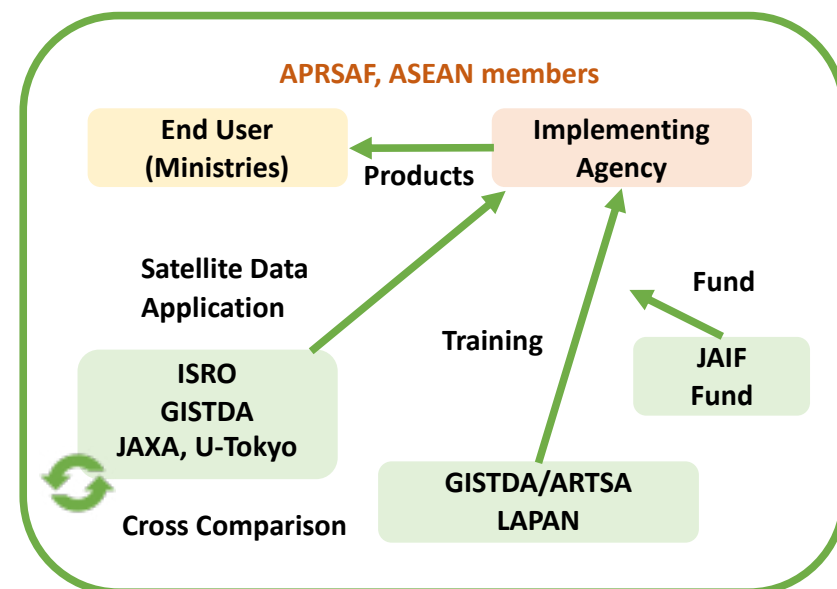 APRSAF, ASEAN members
End User
(Ministries)
Implementing
Agency
Products
Satellite Data
Application
Fund
Training
ISRO
GISTDA
JAXA, U-Tokyo
JAIF
Fund
GISTDA/ARTSA
LAPAN
Cross Comparison